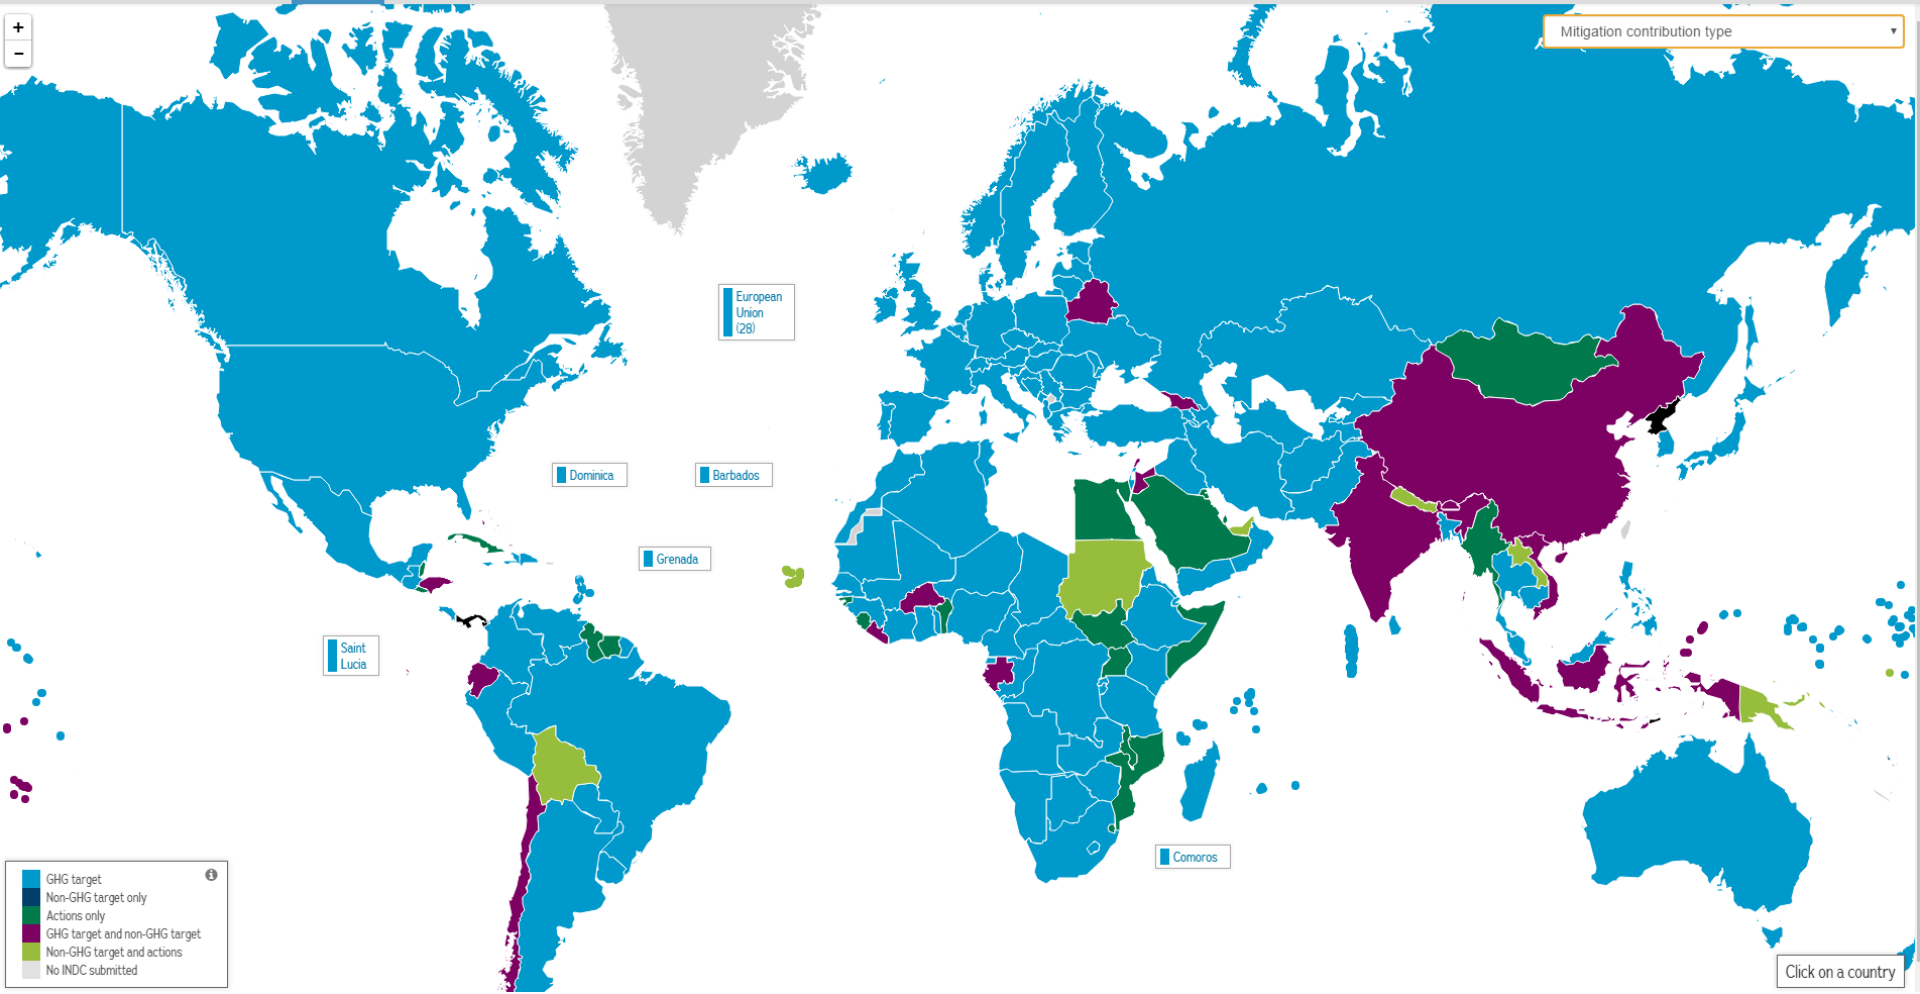 +
−
Mitigation contribution type
European
Union
(28)
Dominica
Barbados
Grenada
Saint
Lucia
Comoros
GHG target
Non-GHG target only
Actions only
GHG target and non-GHG target
Non-GHG target and actions
No INDC submitted
Click on a country